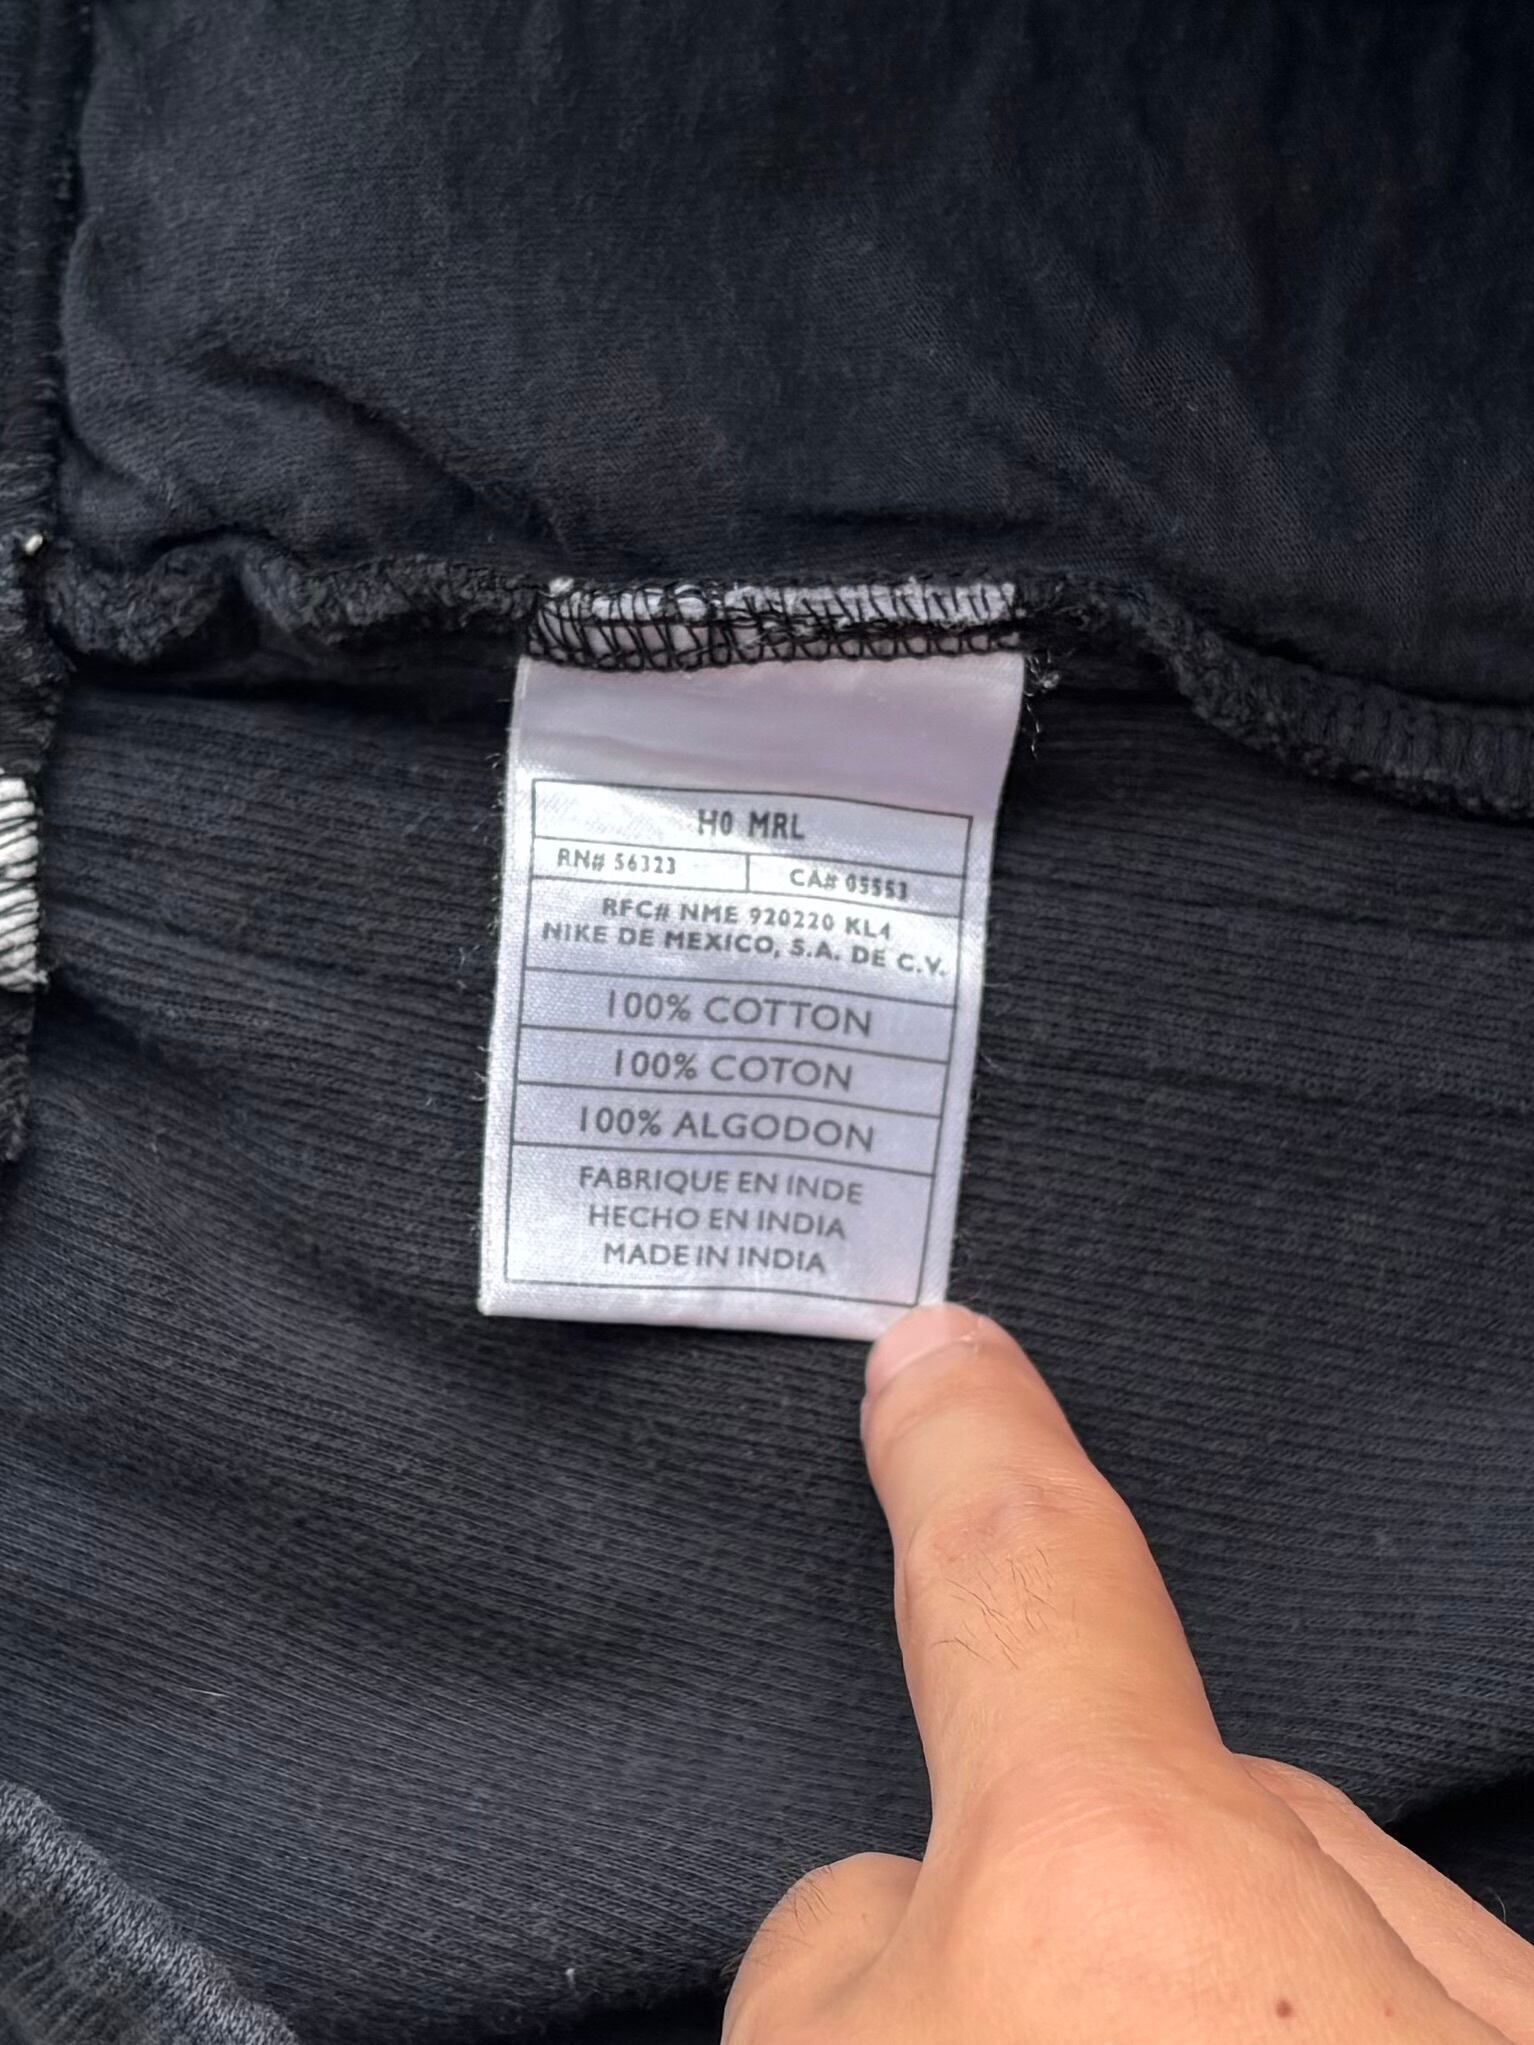 H0 MRL
RN# 56323
CA# 05553
RFC# NME 920220 KL4
NIKE DE MEXICO, S.A. DE C.V.
100% COTTON
100% COTON
100% ALGODON
FABRIQUE EN INDE
HECHO EN INDIA
MADE IN INDIA